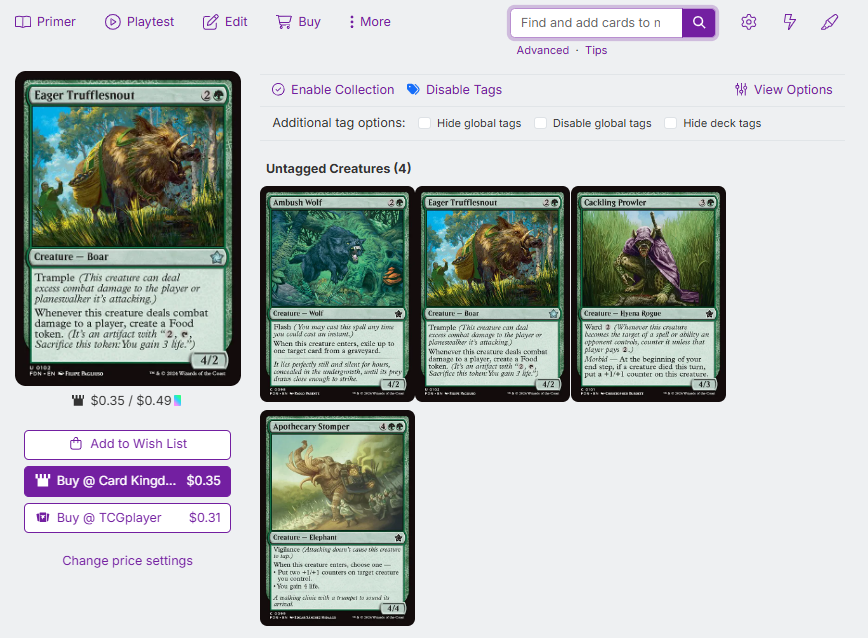 Primer
Playtest
Edit
Buy
More
Find and add cards to n
Advanced · Tips
Eager Trufflesnout 2
Creature — Boar
Trample (This creature can deal
excess combat damage to the player or
planeswalker it's attacking.)
Whenever this creature deals combat
damage to a player, create a Food
token. (It's an artifact with "2, ,
Sacrifice this token: You gain 3 life.")
4/2
U 0102
FDN • EN Filipe Pagliuso
™ & © 2024 Wizards of the Coast
$0.35 / $0.49
Add to Wish List
Buy @ Card Kingd... $0.35
Buy @ TCGplayer $0.31
Change price settings
Enable Collection
Disable Tags
View Options
Additional tag options:
Hide global tags
Disable global tags
Hide deck tags
Untagged Creatures (4)
Ambush Wolf 2
Creature — Wolf
Flash (You may cast this spell any time
you could cast an instant.)
When this creature enters, exile up to
one target card from a graveyard.
It lies perfectly still and silent for hours,
concealed in the undergrowth, until its prey
draws close enough to strike.
4/2
Eager Trufflesnout 2
Creature — Boar
Trample (This creature can deal
excess combat damage to the player or
planeswalker it's attacking.)
Whenever this creature deals combat
damage to a player, create a Food
token. (It's an artifact with "2, ,
Sacrifice this token: You gain 3 life.")
4/2
Cackling Prowler 3
Creature — Hyena Rogue
Ward 2 (Whenever this creature
becomes the target of a spell or ability an
opponent controls, counter it unless that
player pays 2.)
Morbid — At the beginning of your
end step, if a creature died this turn,
put a +1/+1 counter on this creature.
4/3
Apothecary Stomper 4
Creature — Elephant
Vigilance (Attacking doesn't cause this creature
to tap.)
When this creature enters, choose one —
• Put two +1/+1 counters on target creature
you control.
• You gain 4 life.
A walking clinic with a trumpet to sound its
arrival.
4/4